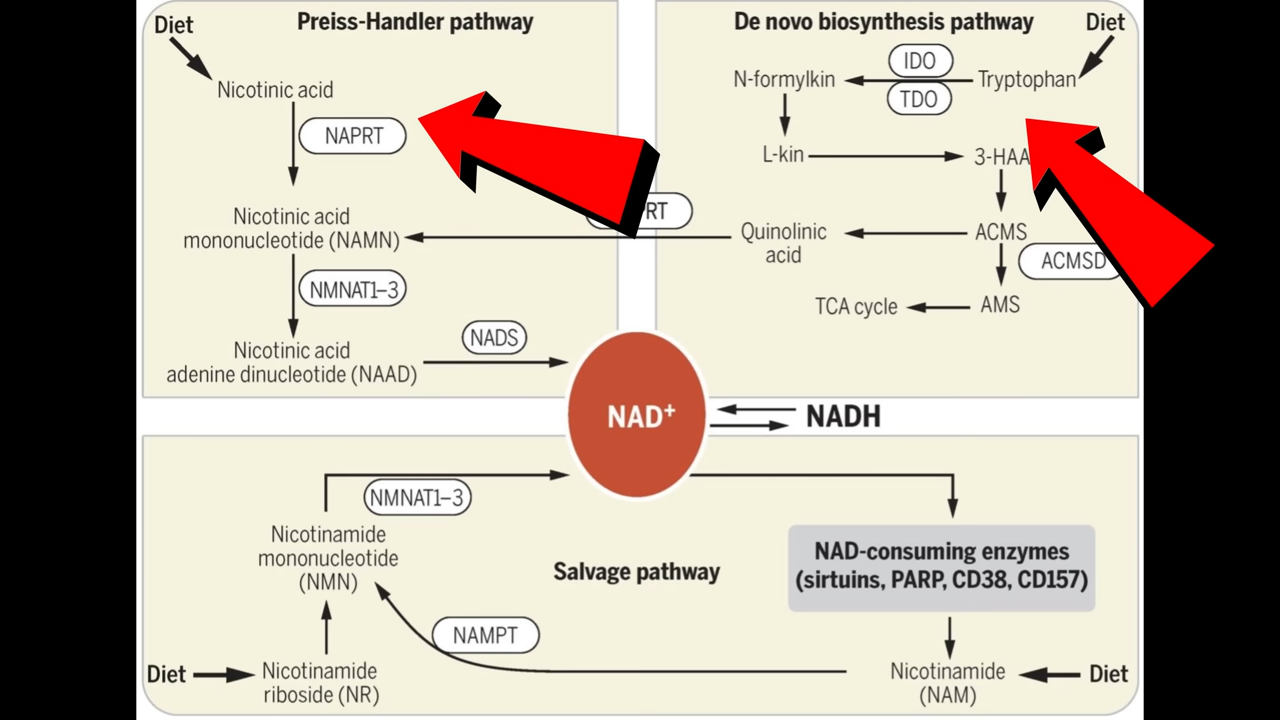 Preiss-Handler pathway
Diet
Nicotinic acid
NAPRT
Nicotinic acid
mononucleotide (NAMN)
NMNAT1–3
Nicotinic acid
adenine dinucleotide (NAAD)
NADS
De novo biosynthesis pathway
Diet
IDO
N-formylkin
Tryptophan
TDO
L-kin
3-HAA
Quinolinic
acid
ACMS
ACMSD
TCA cycle
AMS
NAD+
NADH
NMNAT1–3
Nicotinamide
mononucleotide
(NMN)
Salvage pathway
NAD-consuming enzymes
(sirtuins, PARP, CD38, CD157)
NAMPT
Diet
Nicotinamide
riboside (NR)
Nicotinamide
(NAM)
Diet